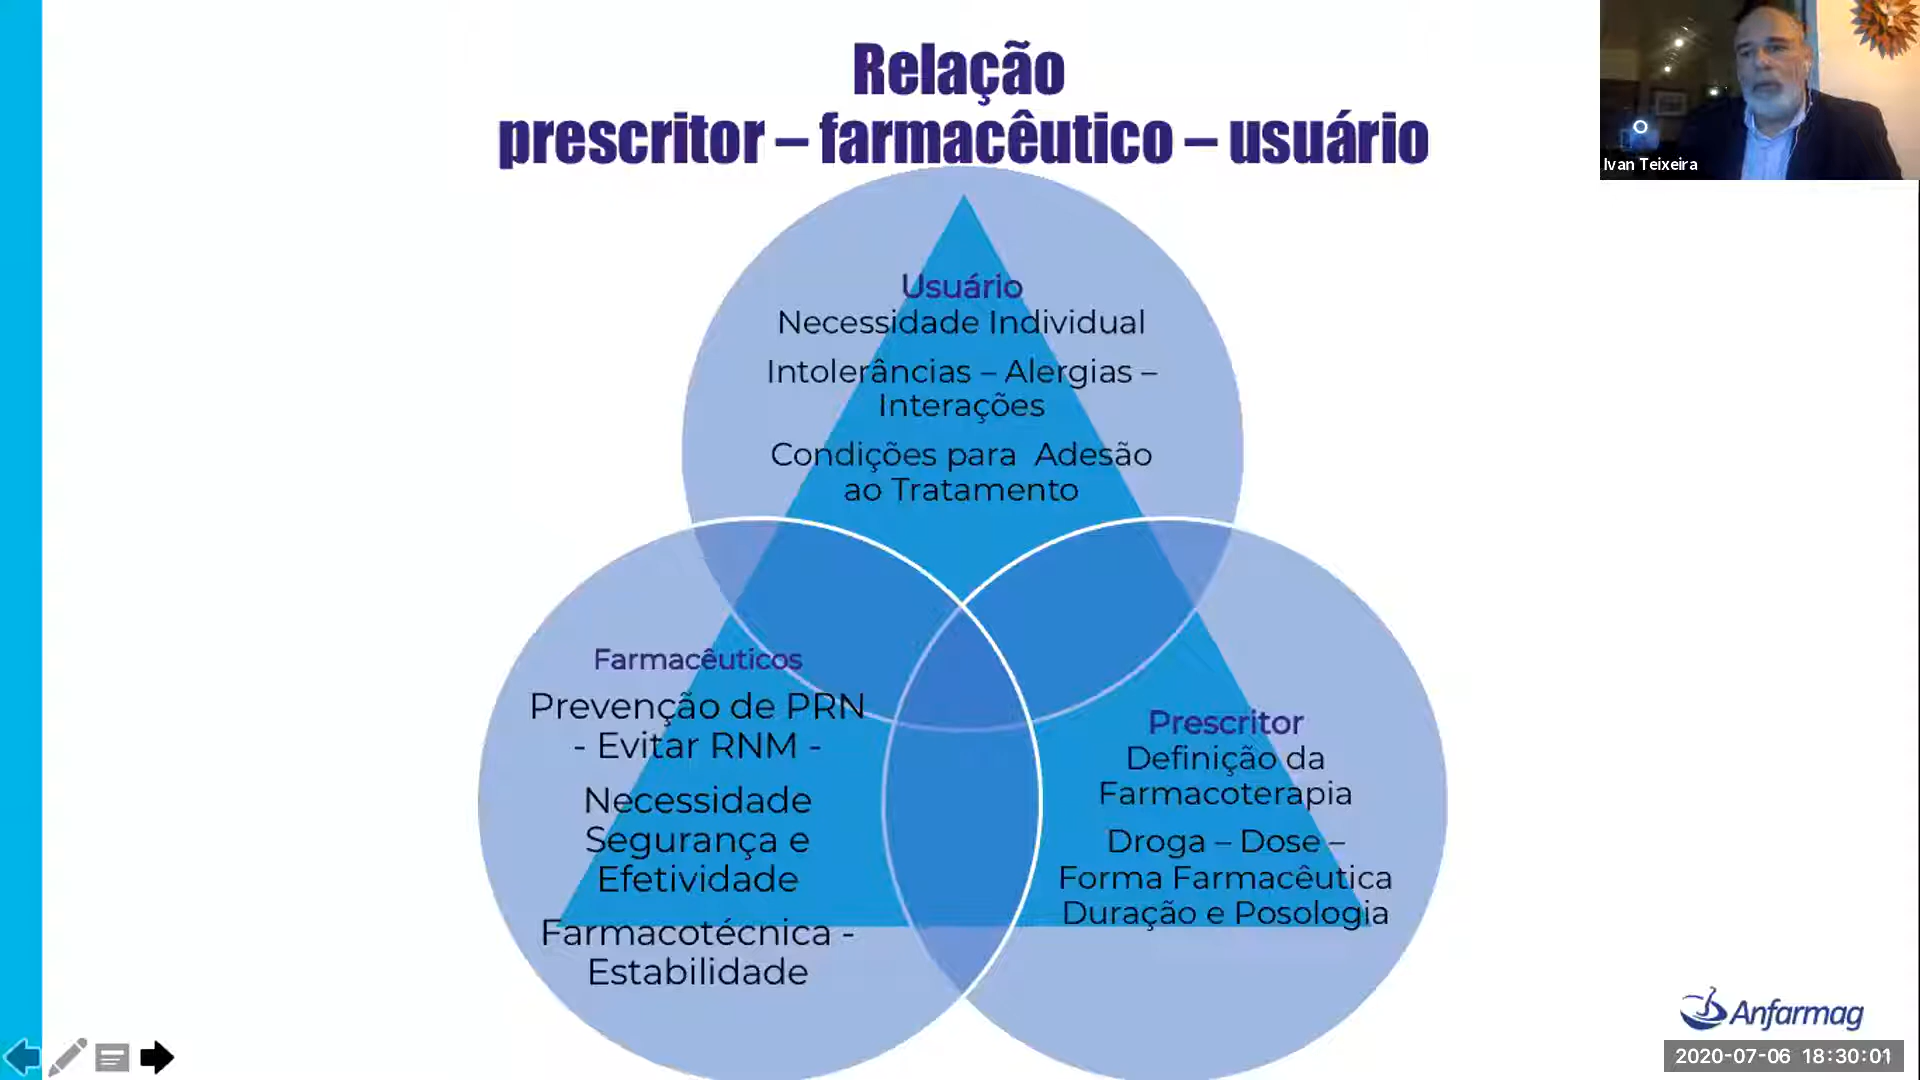 Relação
prescritor – farmacêutico – usuário
Ivan Teixeira
Usuário
Necessidade Individual
Intolerâncias – Alergias –
Interações
Condições para Adesão
ao Tratamento
Farmacêuticos
Prevenção de PRN
- Evitar RNM -
Necessidade
Segurança e
Efetividade
Farmacotécnica -
Estabilidade
Prescritor
Definição da
Farmacoterapia
Droga – Dose –
Forma Farmacêutica
Duração e Posologia
Anfarmag
2020-07-06 18:30:01